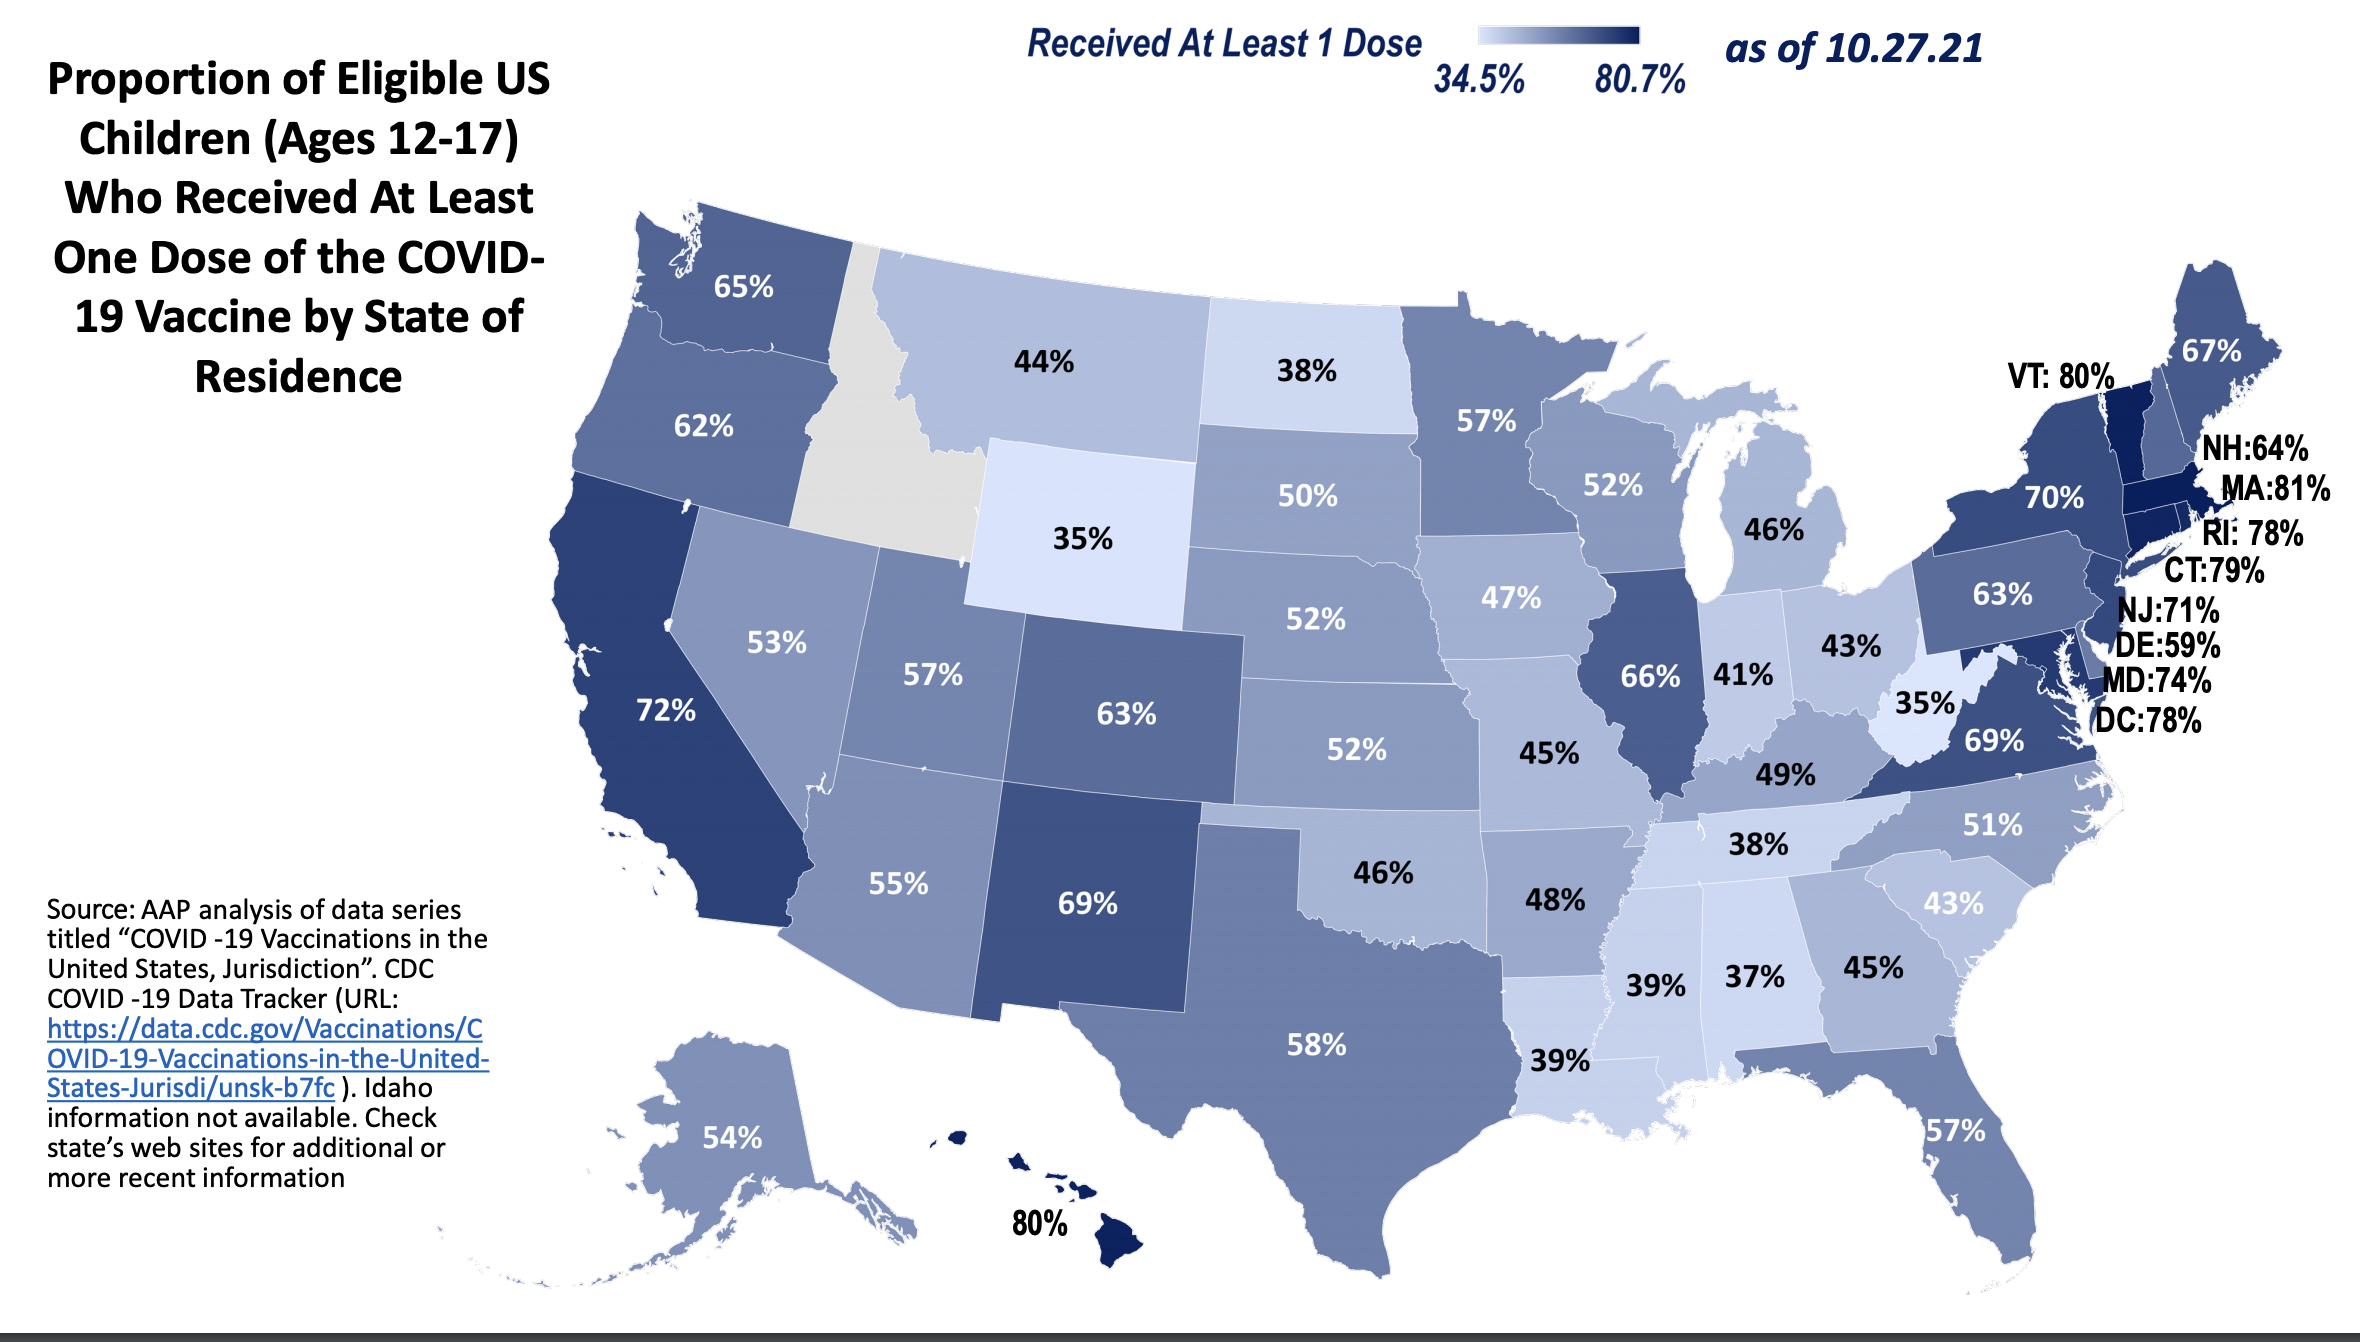 Received At Least 1 Dose
34.5% 80.7%
as of 10.27.21
Proportion of Eligible US
Children (Ages 12-17)
Who Received At Least
One Dose of the COVID-
19 Vaccine by State of
Residence
65%
44%
38%
57%
67%
VT: 80%
62%
NH:64%
35%
50%
52%
46%
70%
MA:81%
RI: 78%
CT:79%
53%
57%
52%
47%
63%
NJ:71%
DE:59%
72%
63%
52%
45%
66%
41%
43%
35%
MD:74%
DC:78%
69%
49%
51%
38%
55%
69%
46%
48%
43%
58%
39%
39%
37%
45%
57%
54%
80%
Source: AAP analysis of data series
titled “COVID -19 Vaccinations in the
United States, Jurisdiction”. CDC
COVID -19 Data Tracker (URL:
https://data.cdc.gov/Vaccinations/C
OVID-19-Vaccinations-in-the-United-
States-Jurisdi/unsk-b7fc ). Idaho
information not available. Check
state’s web sites for additional or
more recent information